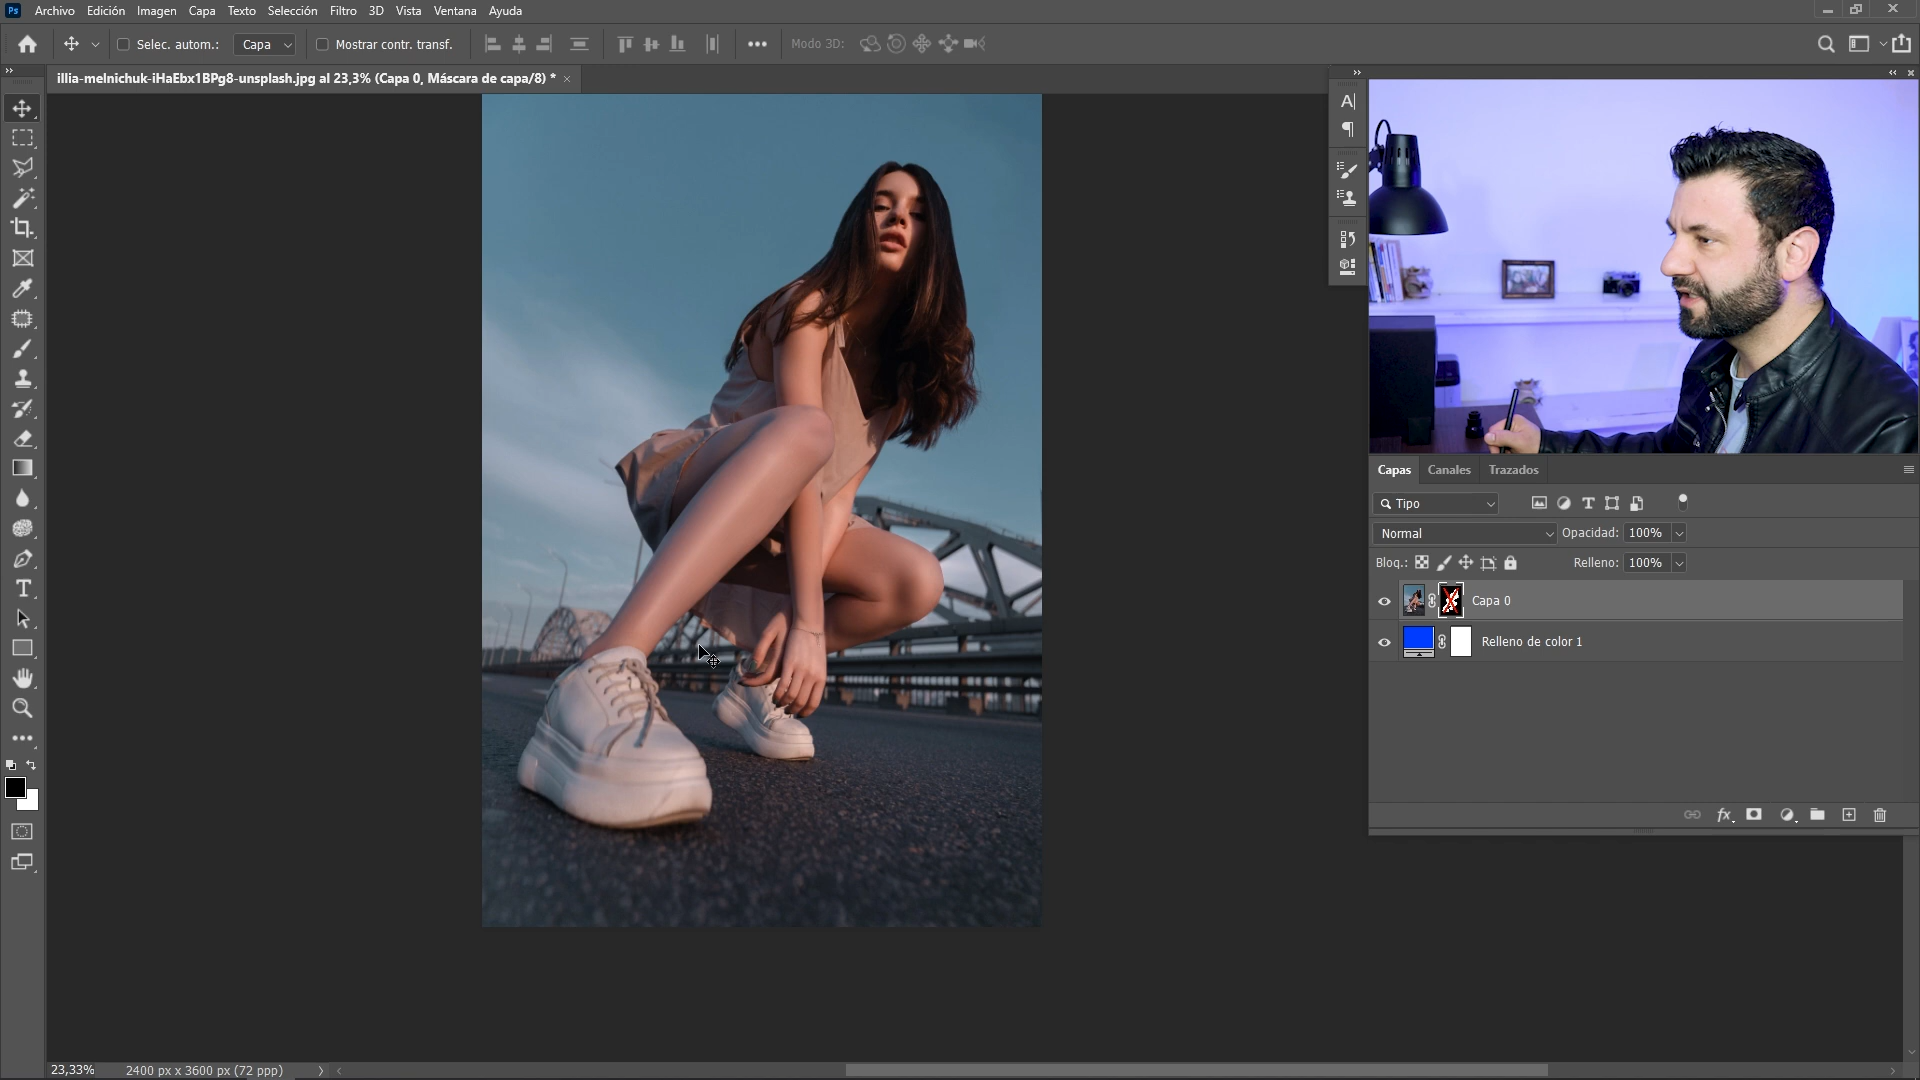 Ps Archivo Edición Imagen Capa Texto Selección Filtro 3D Vista Ventana Ayuda
Selec. autom.: Capa Mostrar contr. transf. Modo 3D:
illia-melnichuk-iHaEbx1BPg8-unsplash.jpg al 23,3% (Capa 0, Máscara de capa/8) *
Capas Canales Trazados
Tipo
Normal Opacidad: 100%
Bloq.: Relleno: 100%
Capa 0
Relleno de color 1
fx
23,33% 2400 px x 3600 px (72 ppp)